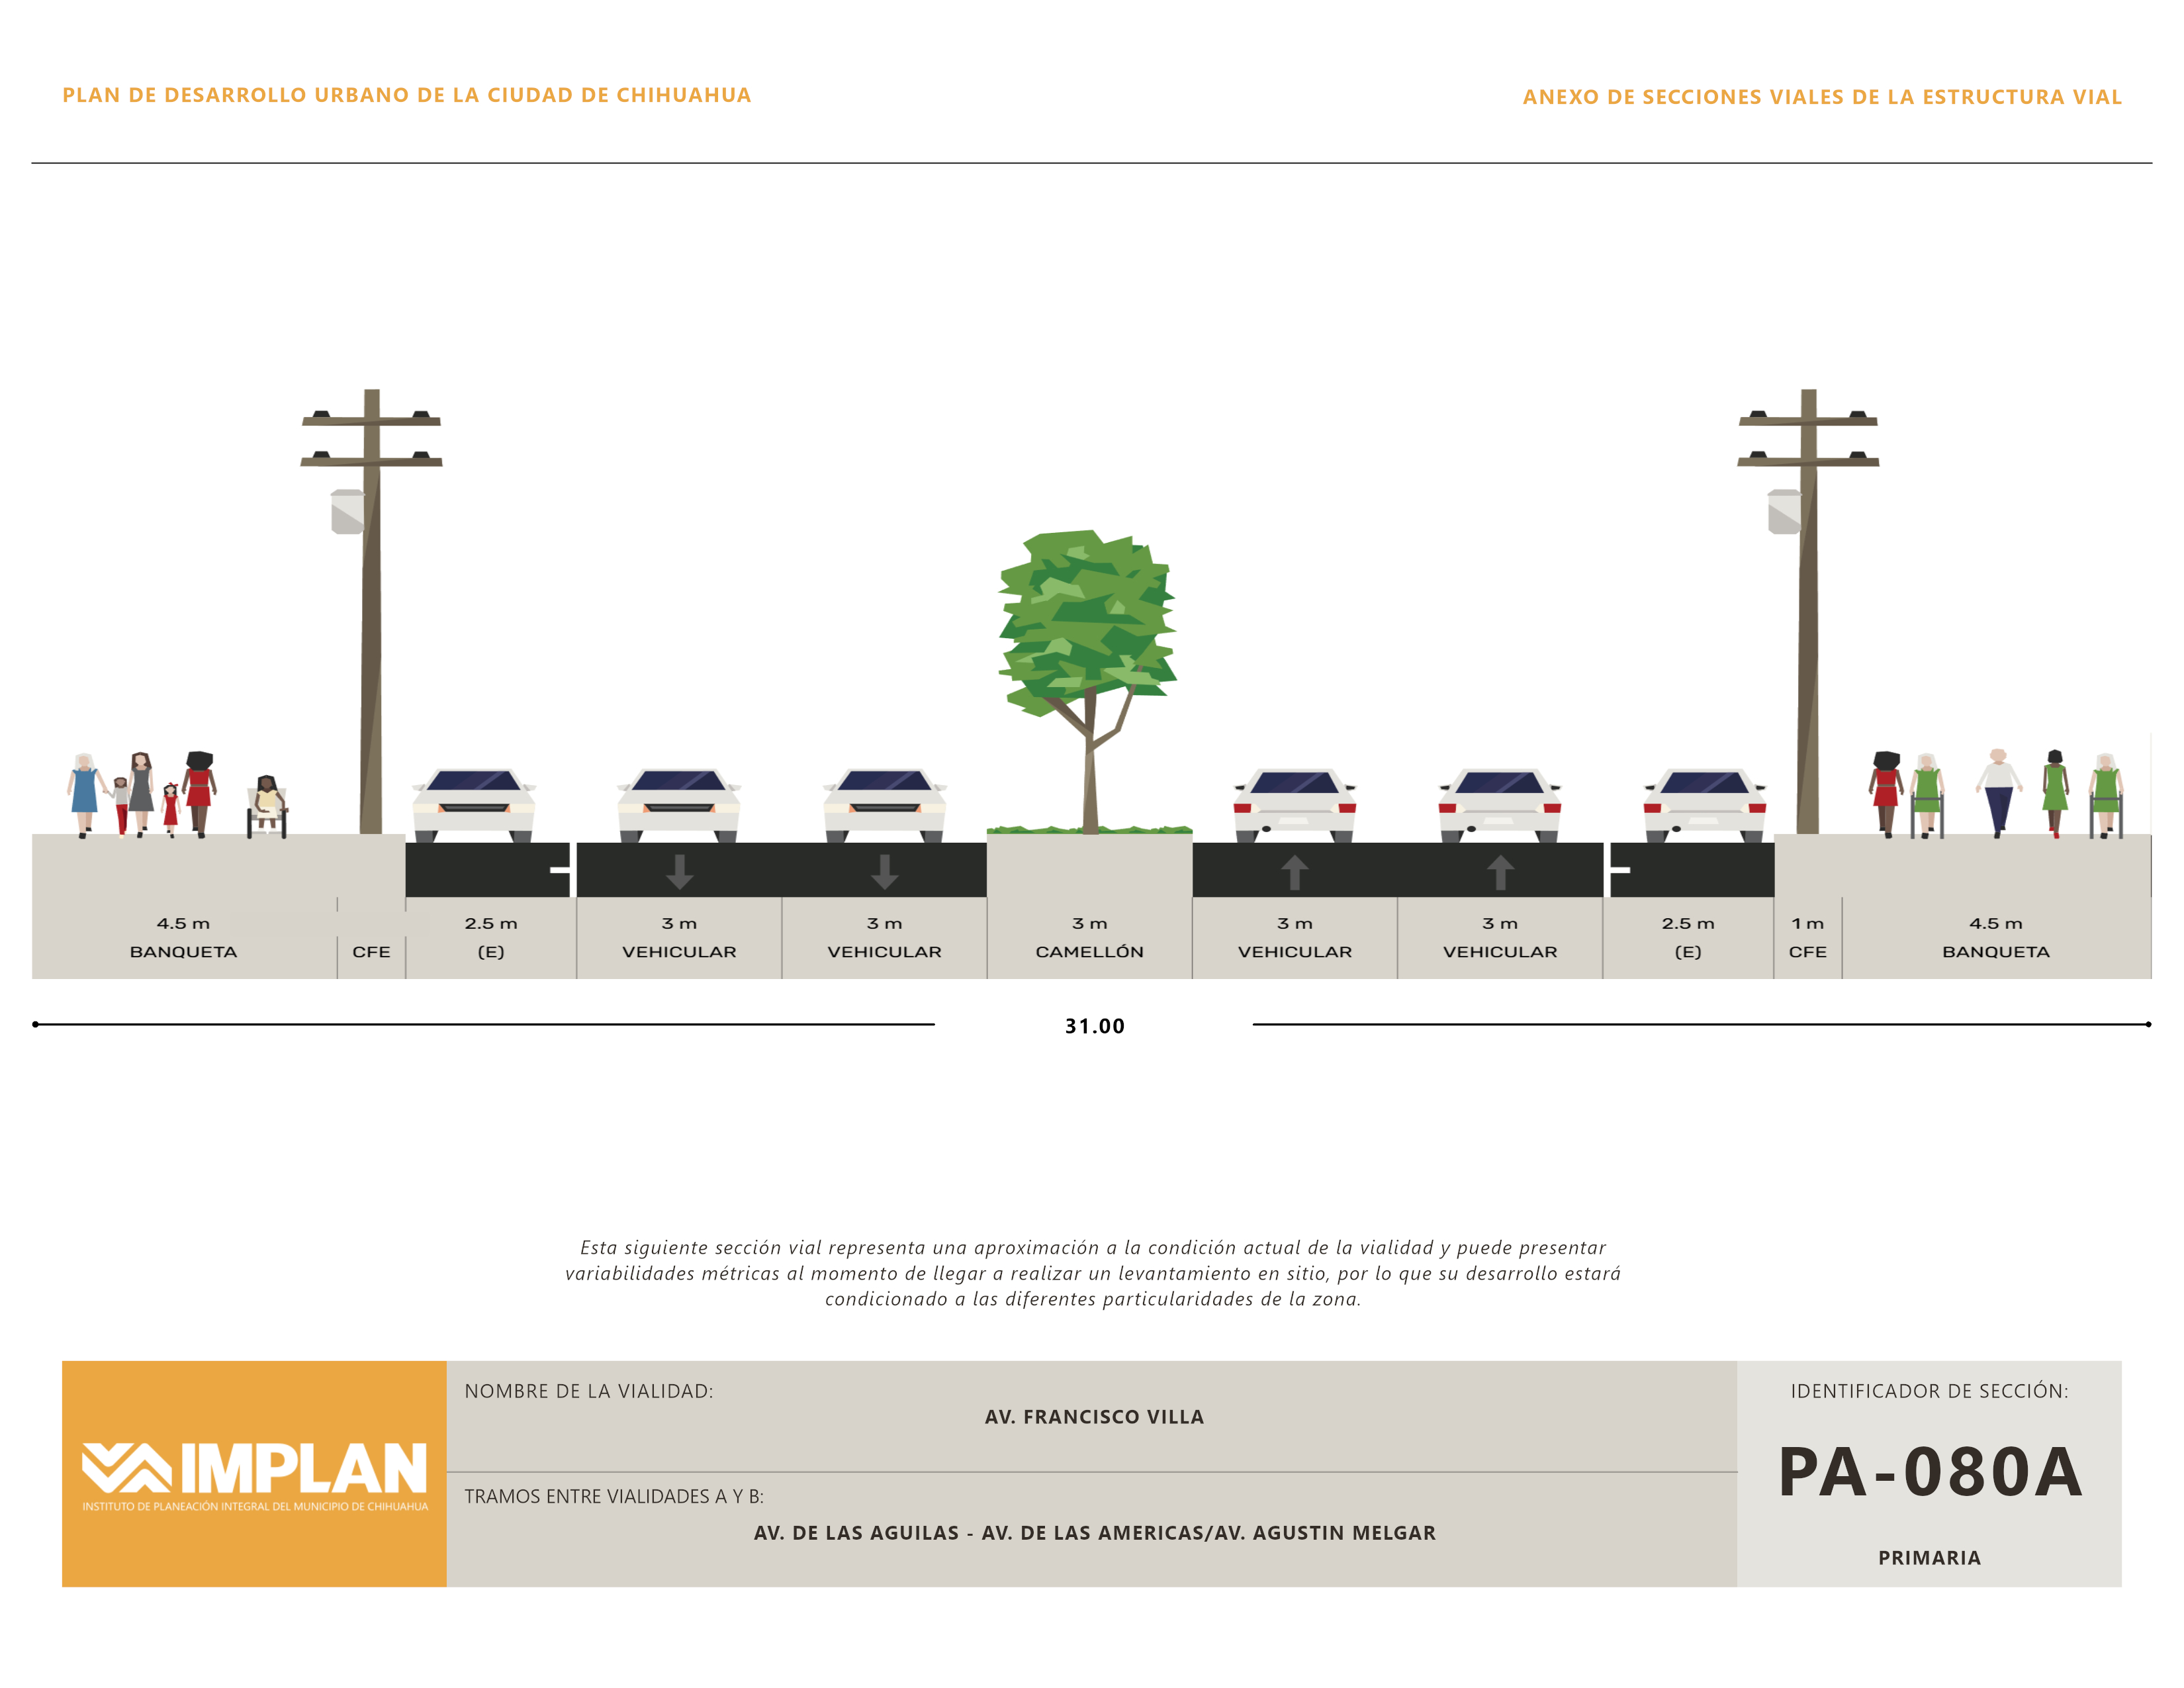 PLAN DE DESARROLLO URBANO DE LA CIUDAD DE CHIHUAHUA
ANEXO DE SECCIONES VIALES DE LA ESTRUCTURA VIAL
4.5 m 2.5 m 3 m 3 m 3 m 3 m 3 m 2.5 m 1 m 4.5 m
BANQUETA CFE (E) VEHICULAR VEHICULAR CAMELLÓN VEHICULAR VEHICULAR (E) CFE BANQUETA
31.00
Esta siguiente sección vial representa una aproximación a la condición actual de la vialidad y puede presentar
variabilidades métricas al momento de llegar a realizar un levantamiento en sitio, por lo que su desarrollo estará
condicionado a las diferentes particularidades de la zona.
IMPLAN
INSTITUTO DE PLANEACIÓN INTEGRAL DEL MUNICIPIO DE CHIHUAHUA
NOMBRE DE LA VIALIDAD:
AV. FRANCISCO VILLA
TRAMOS ENTRE VIALIDADES A Y B:
AV. DE LAS AGUILAS - AV. DE LAS AMERICAS/AV. AGUSTIN MELGAR
IDENTIFICADOR DE SECCIÓN:
PA-080A
PRIMARIA